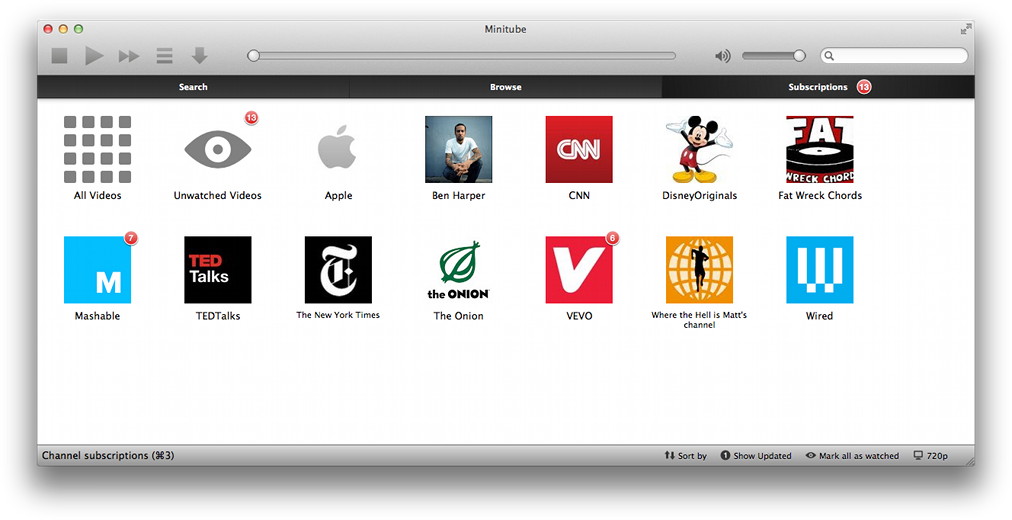 Minitube
Search
Browse
Subscriptions 13
13
All Videos
Unwatched Videos
Apple
Ben Harper
CNN
CNN
DisneyOriginals
FAT
WRECK CHORDS
Fat Wreck Chords
7
M
Mashable
TED
Talks
TEDTalks
T
The New York Times
the ONION
The Onion
6
V
VEVO
Where the Hell is Matt's
channel
W
Wired
Channel subscriptions (⌘3)
Sort by
1 Show Updated
Mark all as watched
720p